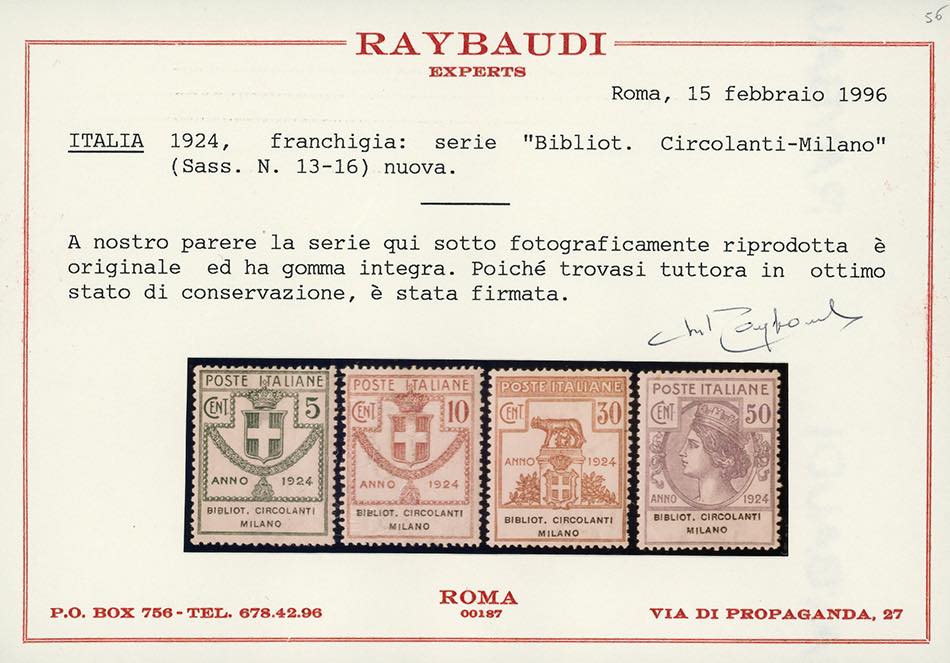 56
RAYBAUDI
EXPERTS
Roma, 15 febbraio 1996
ITALIA 1924, franchigia: serie "Bibliot. Circolanti-Milano"
(Sass. N. 13-16) nuova.
A nostro parere la serie qui sotto fotograficamente riprodotta è
originale ed ha gomma integra. Poiché trovasi tuttora in ottimo
stato di conservazione, è stata firmata.
POSTE ITALIANE
CENT. 5
ANNO 1924
BIBLIOT. CIRCOLANTI
MILANO
POSTE ITALIANE
CENT. 10
ANNO 1924
BIBLIOT. CIRCOLANTI
MILANO
POSTE ITALIANE
CENT. 30
ANNO 1924
BIBLIOT. CIRCOLANTI
MILANO
POSTE ITALIANE
CENT. 50
ANNO 1924
BIBLIOT. CIRCOLANTI
MILANO
ROMA
00187
P.O. BOX 756 - TEL. 678.42.96
VIA DI PROPAGANDA, 27